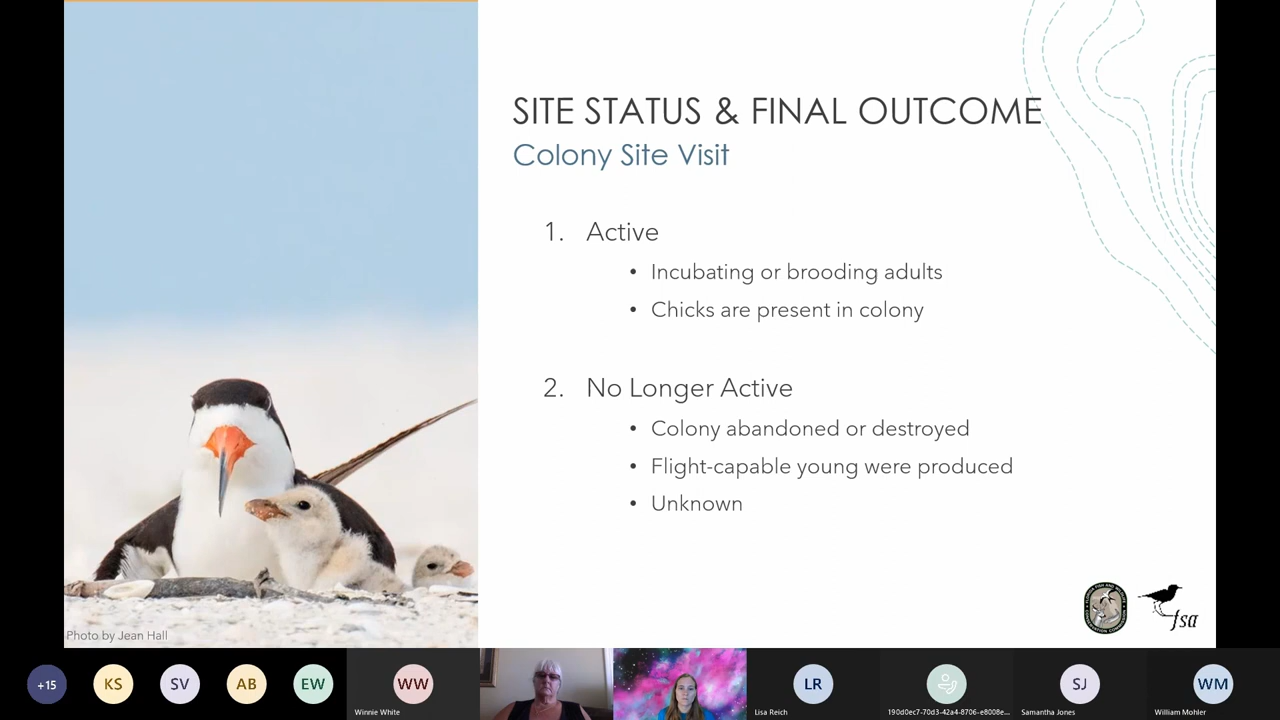 SITE STATUS & FINAL OUTCOME
Colony Site Visit
1. Active
• Incubating or brooding adults
• Chicks are present in colony
2. No Longer Active
• Colony abandoned or destroyed
• Flight-capable young were produced
• Unknown
Photo by Jean Hall
fsa
+15
KS
SV
AB
EW
WW
LR
SJ
WM
Winnie White
Lisa Reich
190d0ec7-70d3-42a4-8706-e8008e...
Samantha Jones
William Mohler